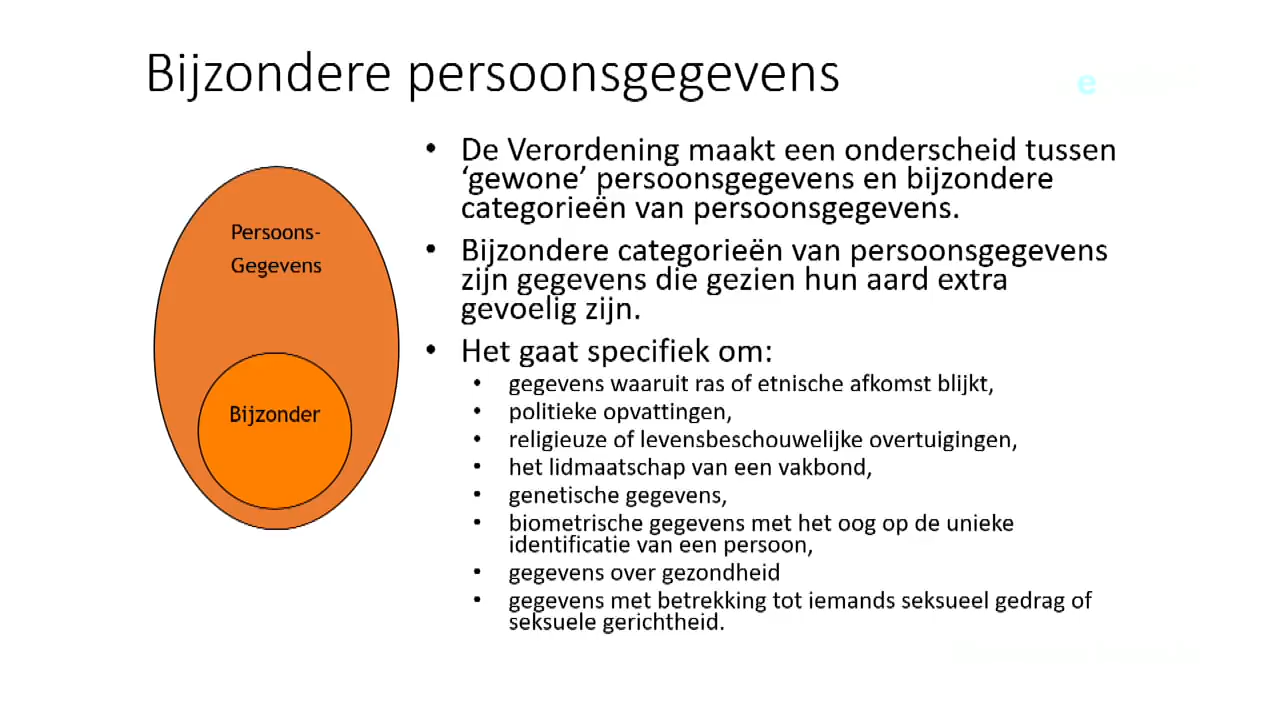 Bijzondere persoonsgegevens
• De Verordening maakt een onderscheid tussen
‘gewone’ persoonsgegevens en bijzondere
categorieën van persoonsgegevens.
• Bijzondere categorieën van persoonsgegevens
zijn gegevens die gezien hun aard extra
gevoelig zijn.
• Het gaat specifiek om:
• gegevens waaruit ras of etnische afkomst blijkt,
• politieke opvattingen,
• religieuze of levensbeschouwelijke overtuigingen,
• het lidmaatschap van een vakbond,
• genetische gegevens,
• biometrische gegevens met het oog op de unieke
identificatie van een persoon,
• gegevens over gezondheid
• gegevens met betrekking tot iemands seksueel gedrag of
seksuele gerichtheid.
Persoons-
Gegevens
Bijzonder